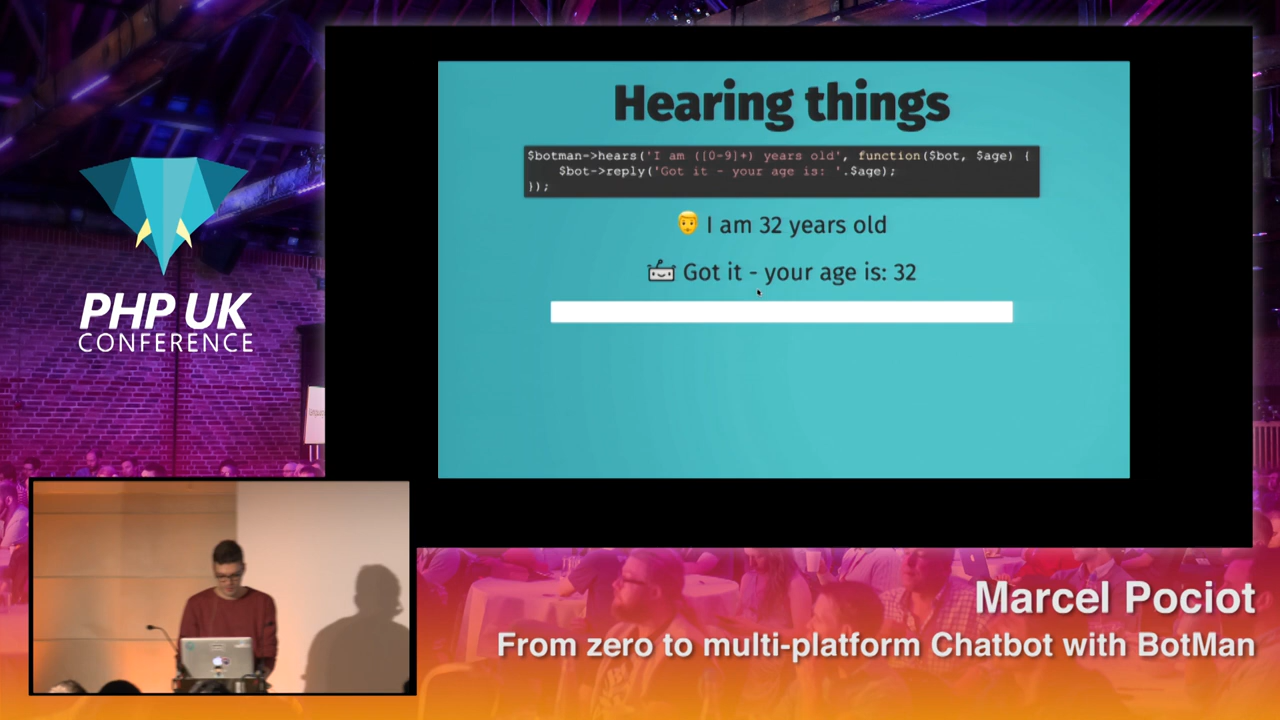 Hearing things
$botman->hears('I am ([0-9]+) years old', function($bot, $age) {
$bot->reply('Got it - your age is: '.$age);
});
I am 32 years old
Got it - your age is: 32
PHP UK
CONFERENCE
Marcel Pociot
From zero to multi-platform Chatbot with BotMan